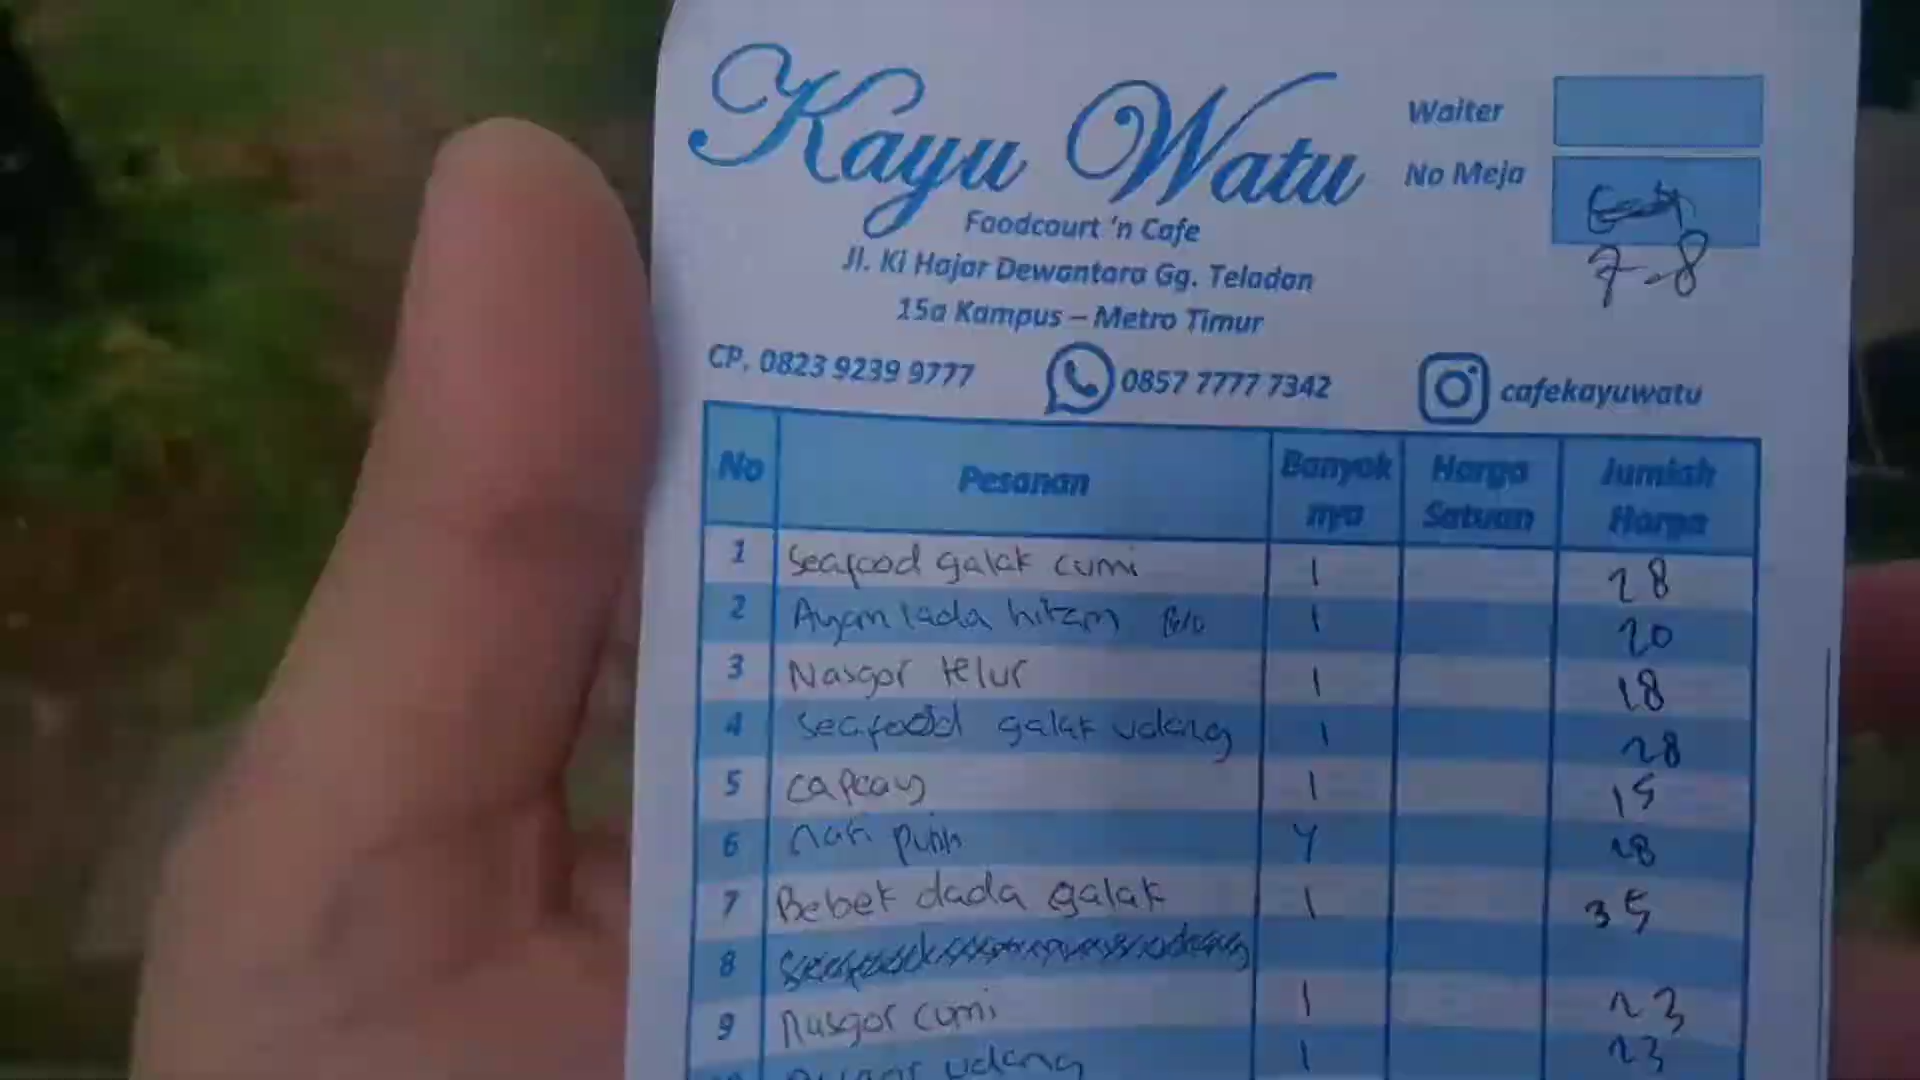 Kayu Watu
Waiter
No Meja
7-8
Foodcourt 'n Cafe
Jl. Ki Hajar Dewantara Gg. Teladan
15a Kampus – Metro Timur
CP. 0823 9239 9777 0857 7777 7342 cafekayuwatu
No Pesanan Banyak nya Harga Satuan Jumlah Harga
1 Seafood galak cumi 1 28
2 Ayam lada hitam 1 20
3 Nasgor telur 1 18
4 Seafood galak udang 1 28
5 capcay 1 15
6 putih 28
7 Bebek dada galak 1 35
8
9 Nasgor cumi 1 23
udang 1 23